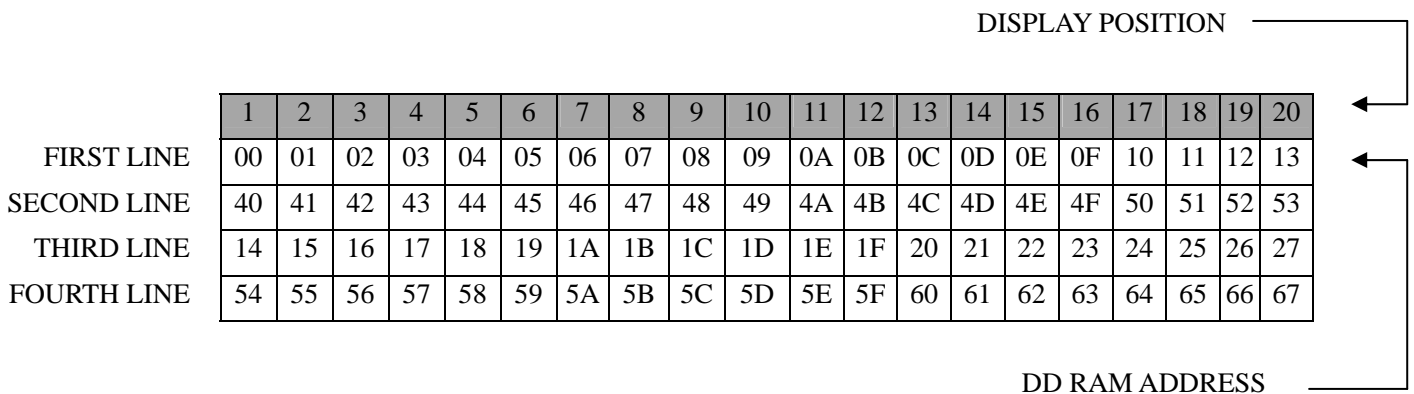 DISPLAY POSITION
1 2 3 4 5 6 7 8 9 10 11 12 13 14 15 16 17 18 19 20
FIRST LINE 00 01 02 03 04 05 06 07 08 09 0A 0B 0C 0D 0E 0F 10 11 12 13
SECOND LINE 40 41 42 43 44 45 46 47 48 49 4A 4B 4C 4D 4E 4F 50 51 52 53
THIRD LINE 14 15 16 17 18 19 1A 1B 1C 1D 1E 1F 20 21 22 23 24 25 26 27
FOURTH LINE 54 55 56 57 58 59 5A 5B 5C 5D 5E 5F 60 61 62 63 64 65 66 67
DD RAM ADDRESS